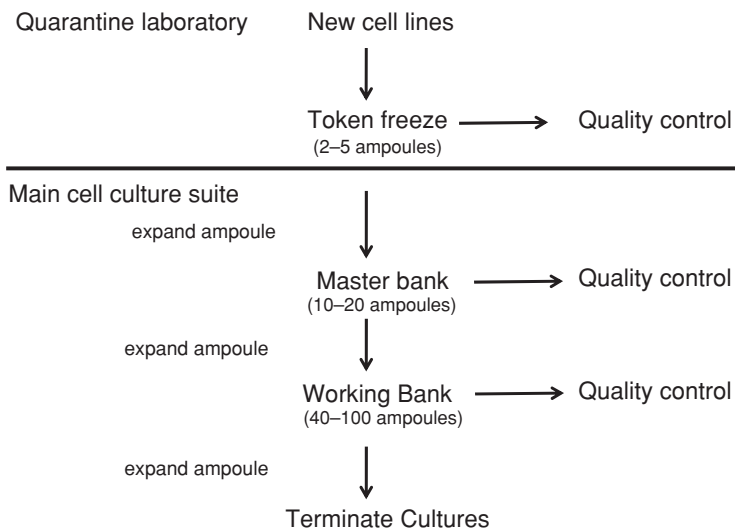 Quarantine laboratory New cell lines
Token freeze Quality control
(2–5 ampoules)
Main cell culture suite
expand ampoule
Master bank Quality control
(10–20 ampoules)
expand ampoule
Working Bank Quality control
(40–100 ampoules)
expand ampoule
Terminate Cultures